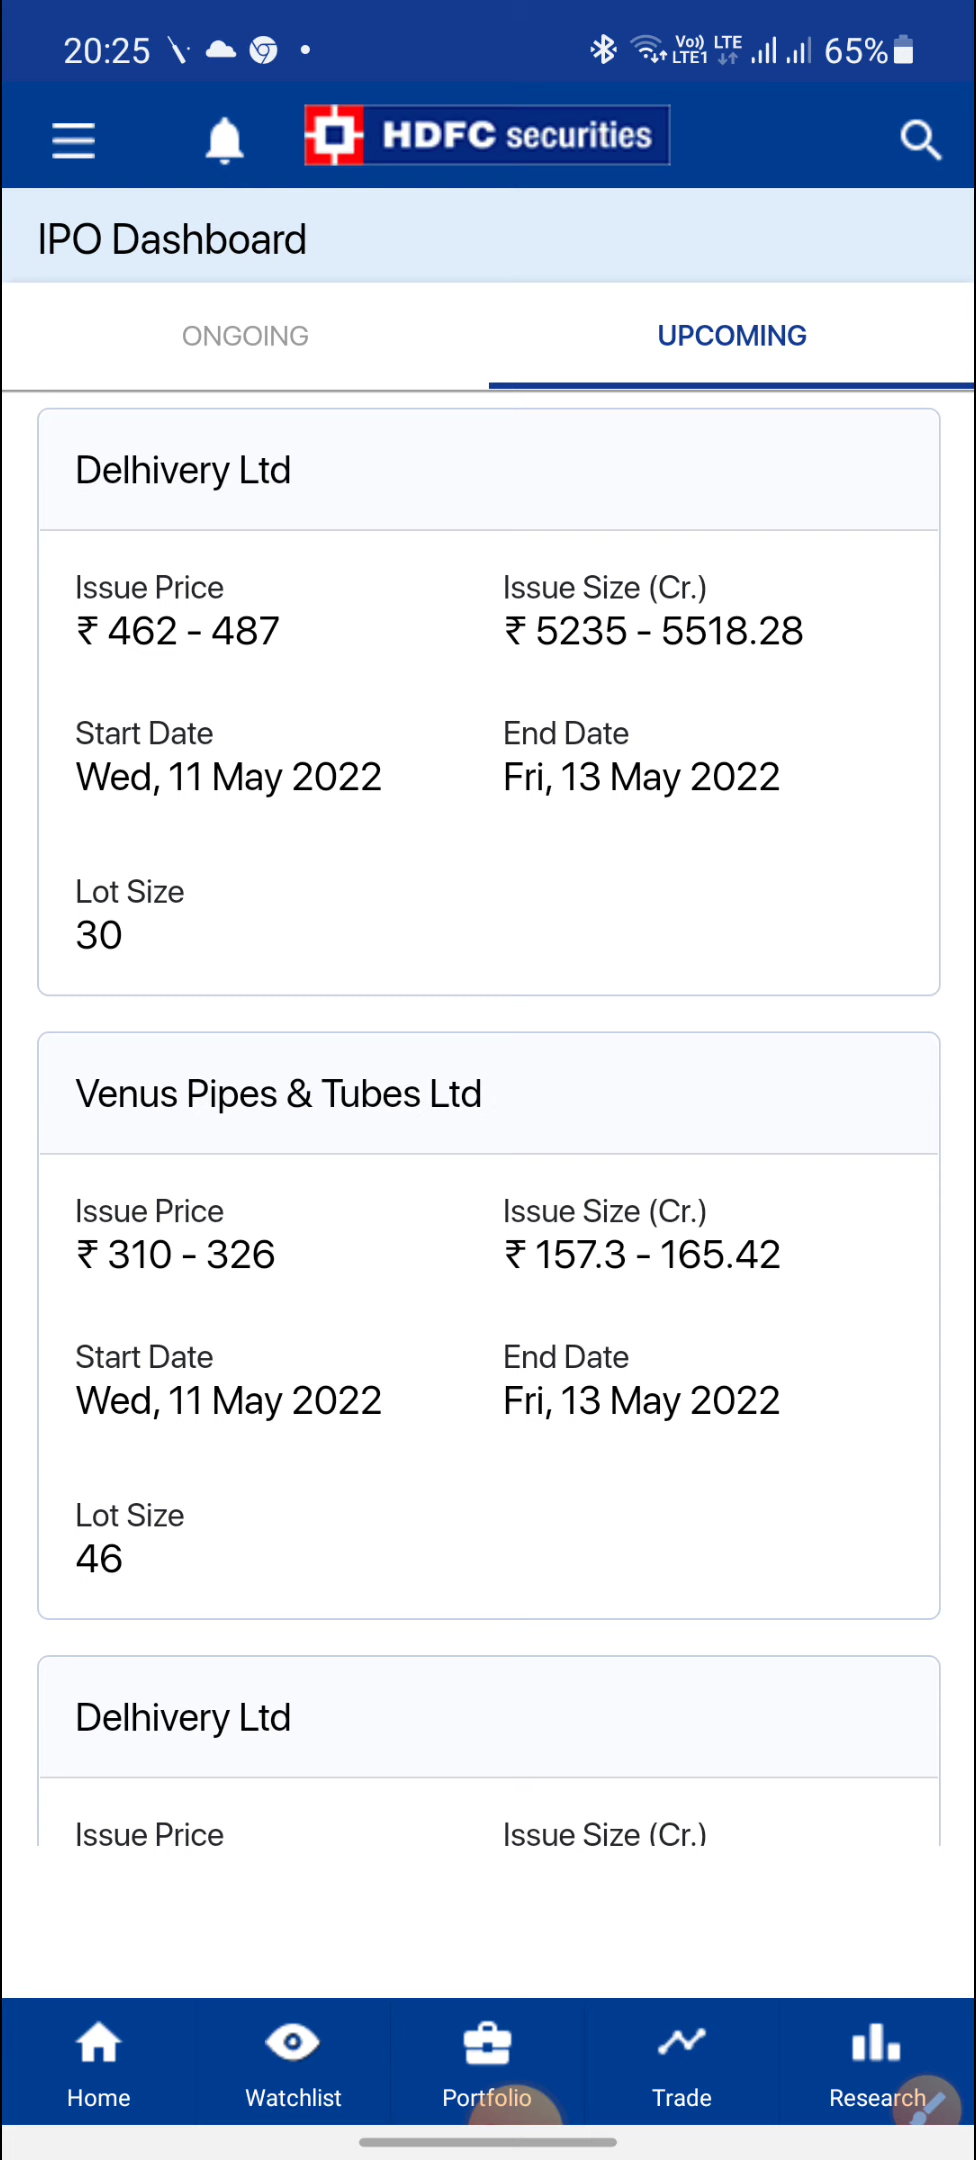 20:25 Vo)) LTE1 LTE 65%
HDFC securities
IPO Dashboard
ONGOING UPCOMING
Delhivery Ltd
Issue Price Issue Size (Cr.)
₹ 462 - 487 ₹ 5235 - 5518.28
Start Date End Date
Wed, 11 May 2022 Fri, 13 May 2022
Lot Size
30
Venus Pipes & Tubes Ltd
Issue Price Issue Size (Cr.)
₹ 310 - 326 ₹ 157.3 - 165.42
Start Date End Date
Wed, 11 May 2022 Fri, 13 May 2022
Lot Size
46
Delhivery Ltd
Issue Price Issue Size (Cr.)
Home Watchlist Portfolio Trade Research